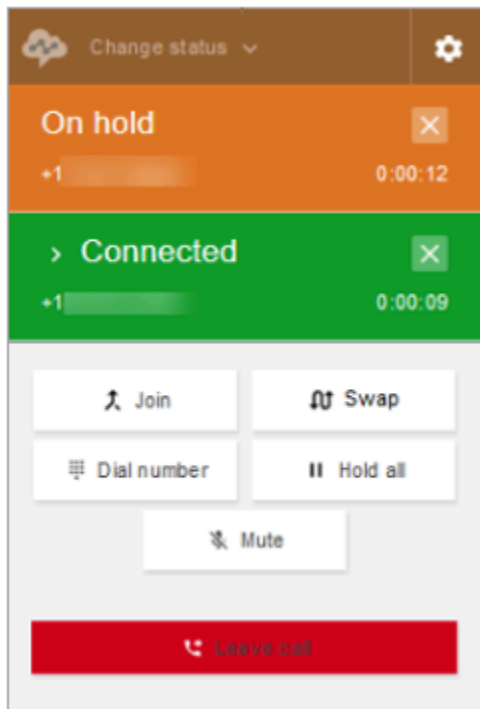 Change status
On hold
+1
0:00:12
Connected
+1
0:00:09
Join
Swap
Dial number
Hold all
Mute
Leave call